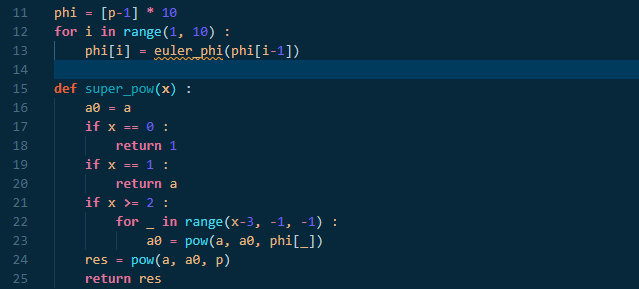 11 phi = [p-1] * 10
12 for i in range(1, 10) :
13     phi[i] = euler_phi(phi[i-1])
14
15 def super_pow(x) :
16     a0 = a
17     if x == 0 :
18         return 1
19     if x == 1 :
20         return a
21     if x >= 2 :
22         for _ in range(x-3, -1, -1) :
23             a0 = pow(a, a0, phi[_])
24     res = pow(a, a0, p)
25     return res